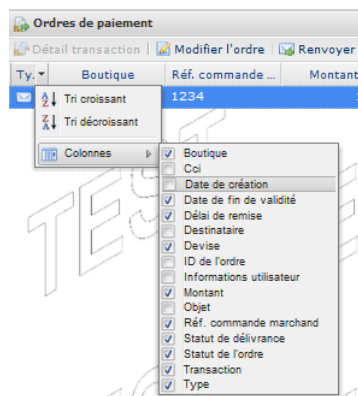 Ordres de paiement
Détail transaction | Modifier l'ordre | Renvoyer
Ty. Boutique Réf. commande ... Montant
1234
Tri croissant
Tri décroissant
Colonnes
Boutique
Cci
Date de création
Date de fin de validité
Délai de remise
Destinataire
Devise
ID de l'ordre
Informations utilisateur
Montant
Objet
Réf. commande marchand
Statut de délivrance
Statut de l'ordre
Transaction
Type
TEST